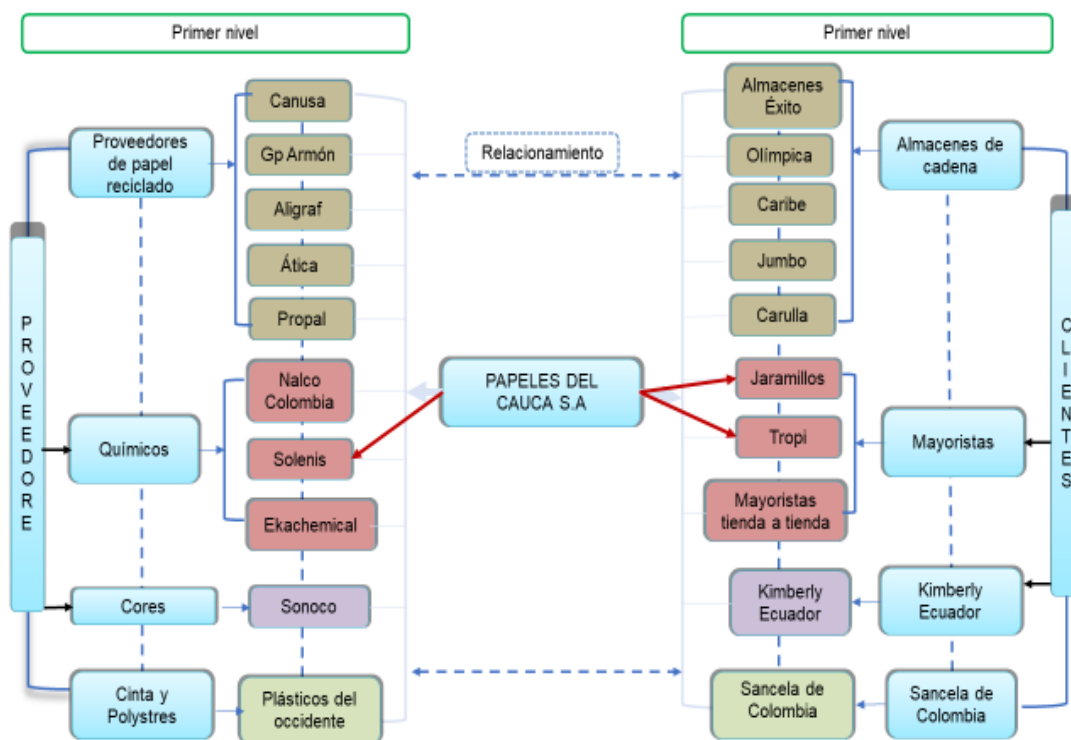 Primer nivel
Primer nivel
PROVEEDORE
Proveedores
de papel
reciclado
Químicos
Cores
Cinta y
Polystres
Canusa
Gp Armón
Aligraf
Ática
Propal
Nalco
Colombia
Solenis
Ekachemical
Sonoco
Plásticos del
occidente
Relacionamiento
PAPELES DEL
CAUCA S.A
Almacenes
Éxito
Olímpica
Caribe
Jumbo
Carulla
Jaramillos
Tropi
Mayoristas
tienda a tienda
Kimberly
Ecuador
Sancela de
Colombia
Almacenes de
cadena
Mayoristas
Kimberly
Ecuador
Sancela de
Colombia
CLIENTES